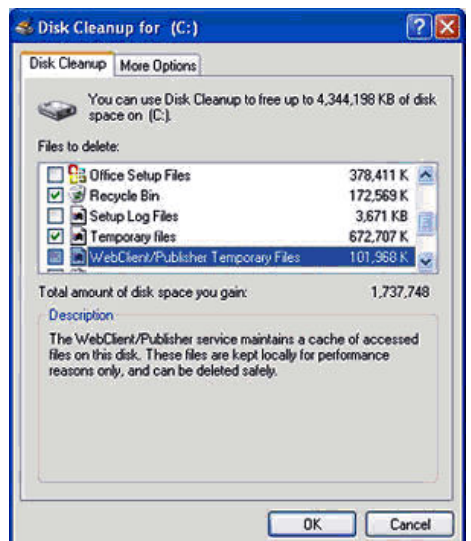 Disk Cleanup for (C:)
Disk Cleanup
More Options
You can use Disk Cleanup to free up to 4,344,198 KB of disk
space on (C:).
Files to delete:
Office Setup Files 378,411 K
Recycle Bin 172,569 K
Setup Log Files 3,671 KB
Temporary files 672,707 K
WebClient/Publisher Temporary Files 101,968 K
Total amount of disk space you gain: 1,737,748
Description
The WebClient/Publisher service maintains a cache of accessed
files on this disk. These files are kept locally for performance
reasons only, and can be deleted safely.
OK
Cancel